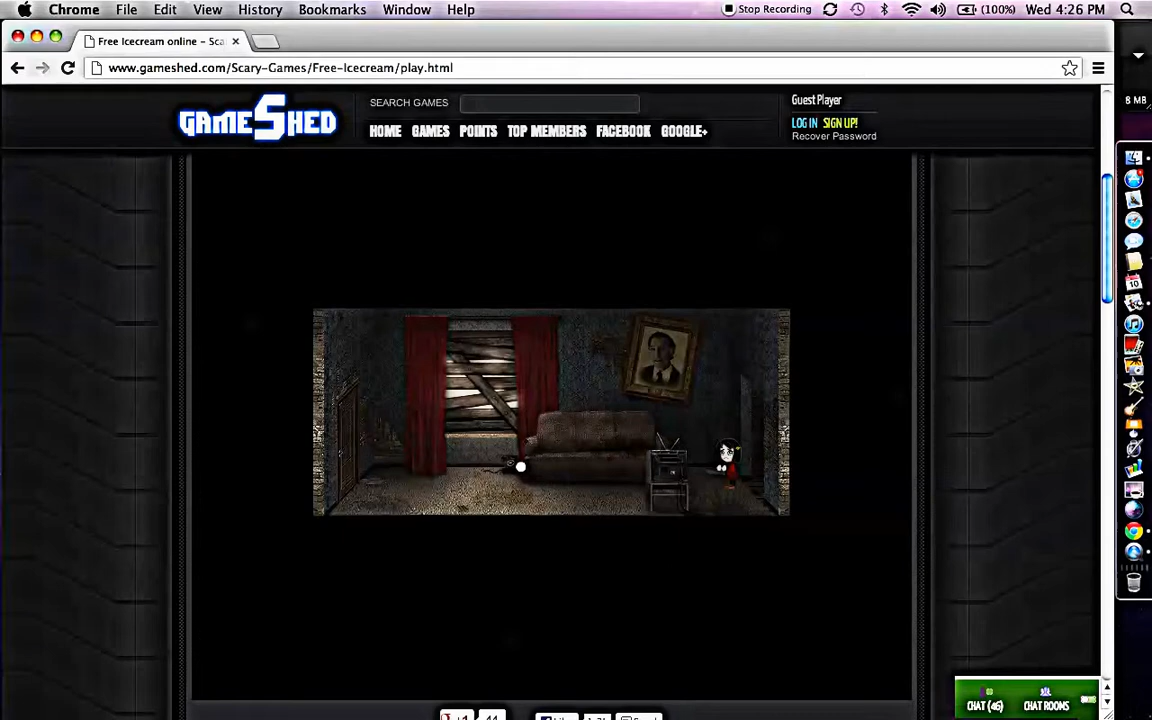 Chrome File Edit View History Bookmarks Window Help
Stop Recording (100%) Wed 4:26 PM
Free Icecream online – Sca
www.gameshed.com/Scary-Games/Free-Icecream/play.html
8 MB
GAMESHED
SEARCH GAMES
Guest Player
LOG IN SIGN UP!
Recover Password
HOME GAMES POINTS TOP MEMBERS FACEBOOK GOOGLE+
CHAT (46) CHAT ROOMS